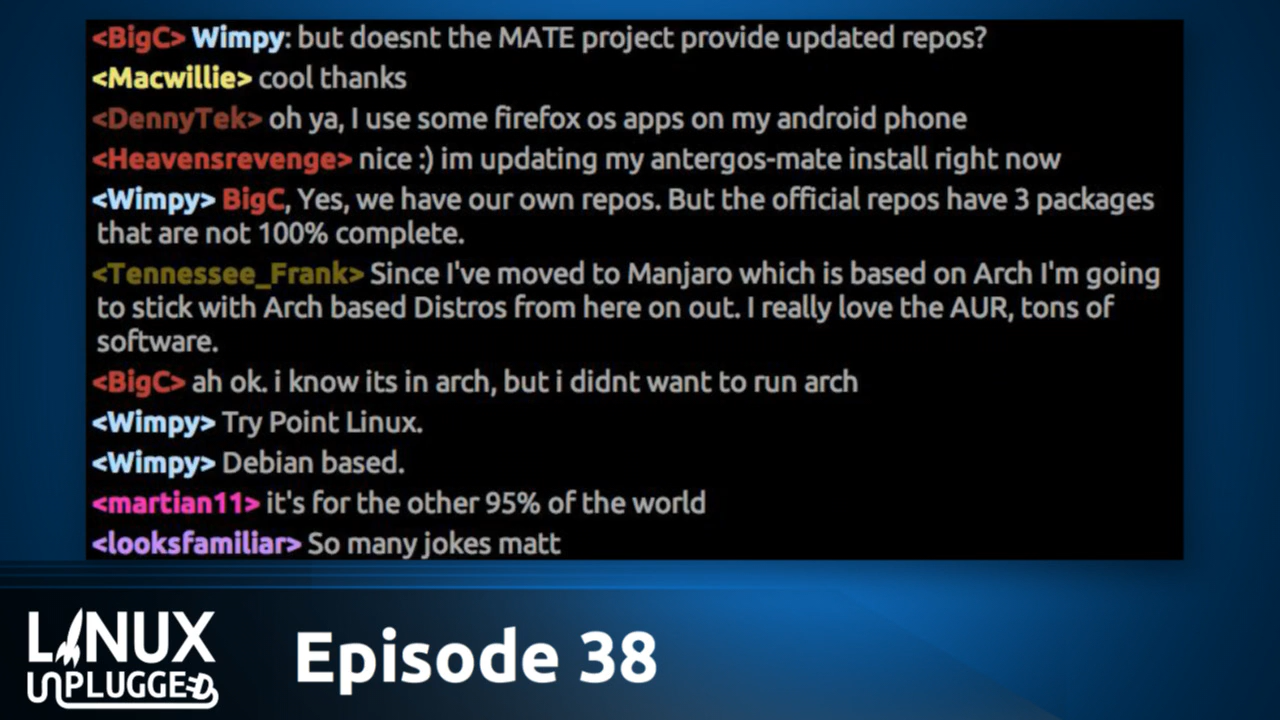 <BigC> Wimpy: but doesnt the MATE project provide updated repos?
<Macwillie> cool thanks
<DennyTek> oh ya, I use some firefox os apps on my android phone
<Heavensrevenge> nice :) im updating my antergos-mate install right now
<Wimpy> BigC, Yes, we have our own repos. But the official repos have 3 packages
that are not 100% complete.
<Tennessee_Frank> Since I've moved to Manjaro which is based on Arch I'm going
to stick with Arch based Distros from here on out. I really love the AUR, tons of
software.
<BigC> ah ok. i know its in arch, but i didnt want to run arch
<Wimpy> Try Point Linux.
<Wimpy> Debian based.
<martian11> it's for the other 95% of the world
<looksfamiliar> So many jokes matt
LINUX
UNPLUGGED
Episode 38